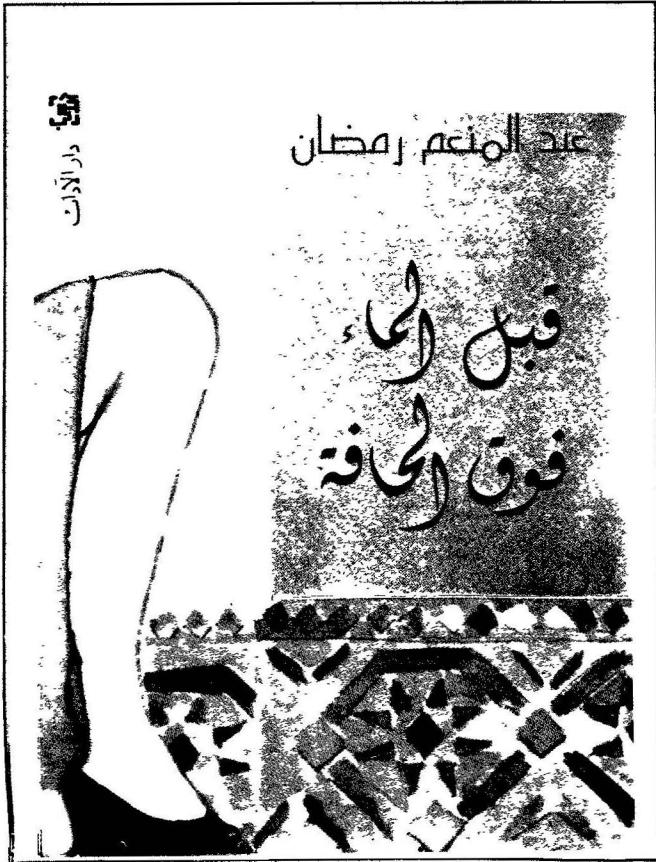 عبد المنعم رمضان
قبل الماء
فوق الحافة
دار الآداب